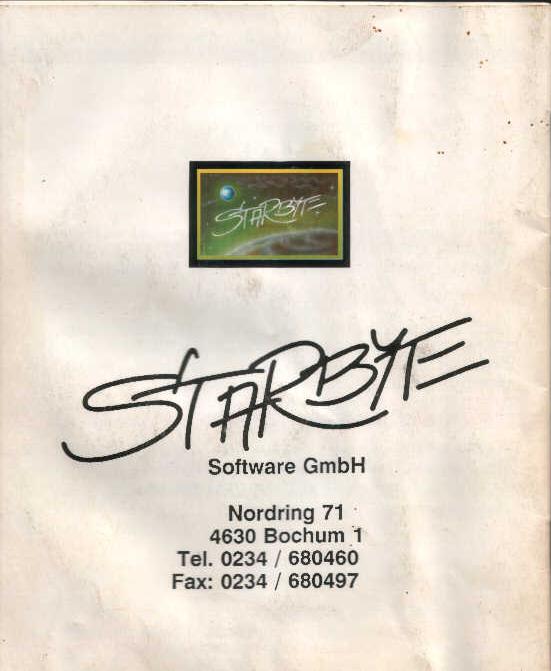 STARBYTE
STARBYTE
Software GmbH
Nordring 71
4630 Bochum 1
Tel. 0234 / 680460
Fax: 0234 / 680497